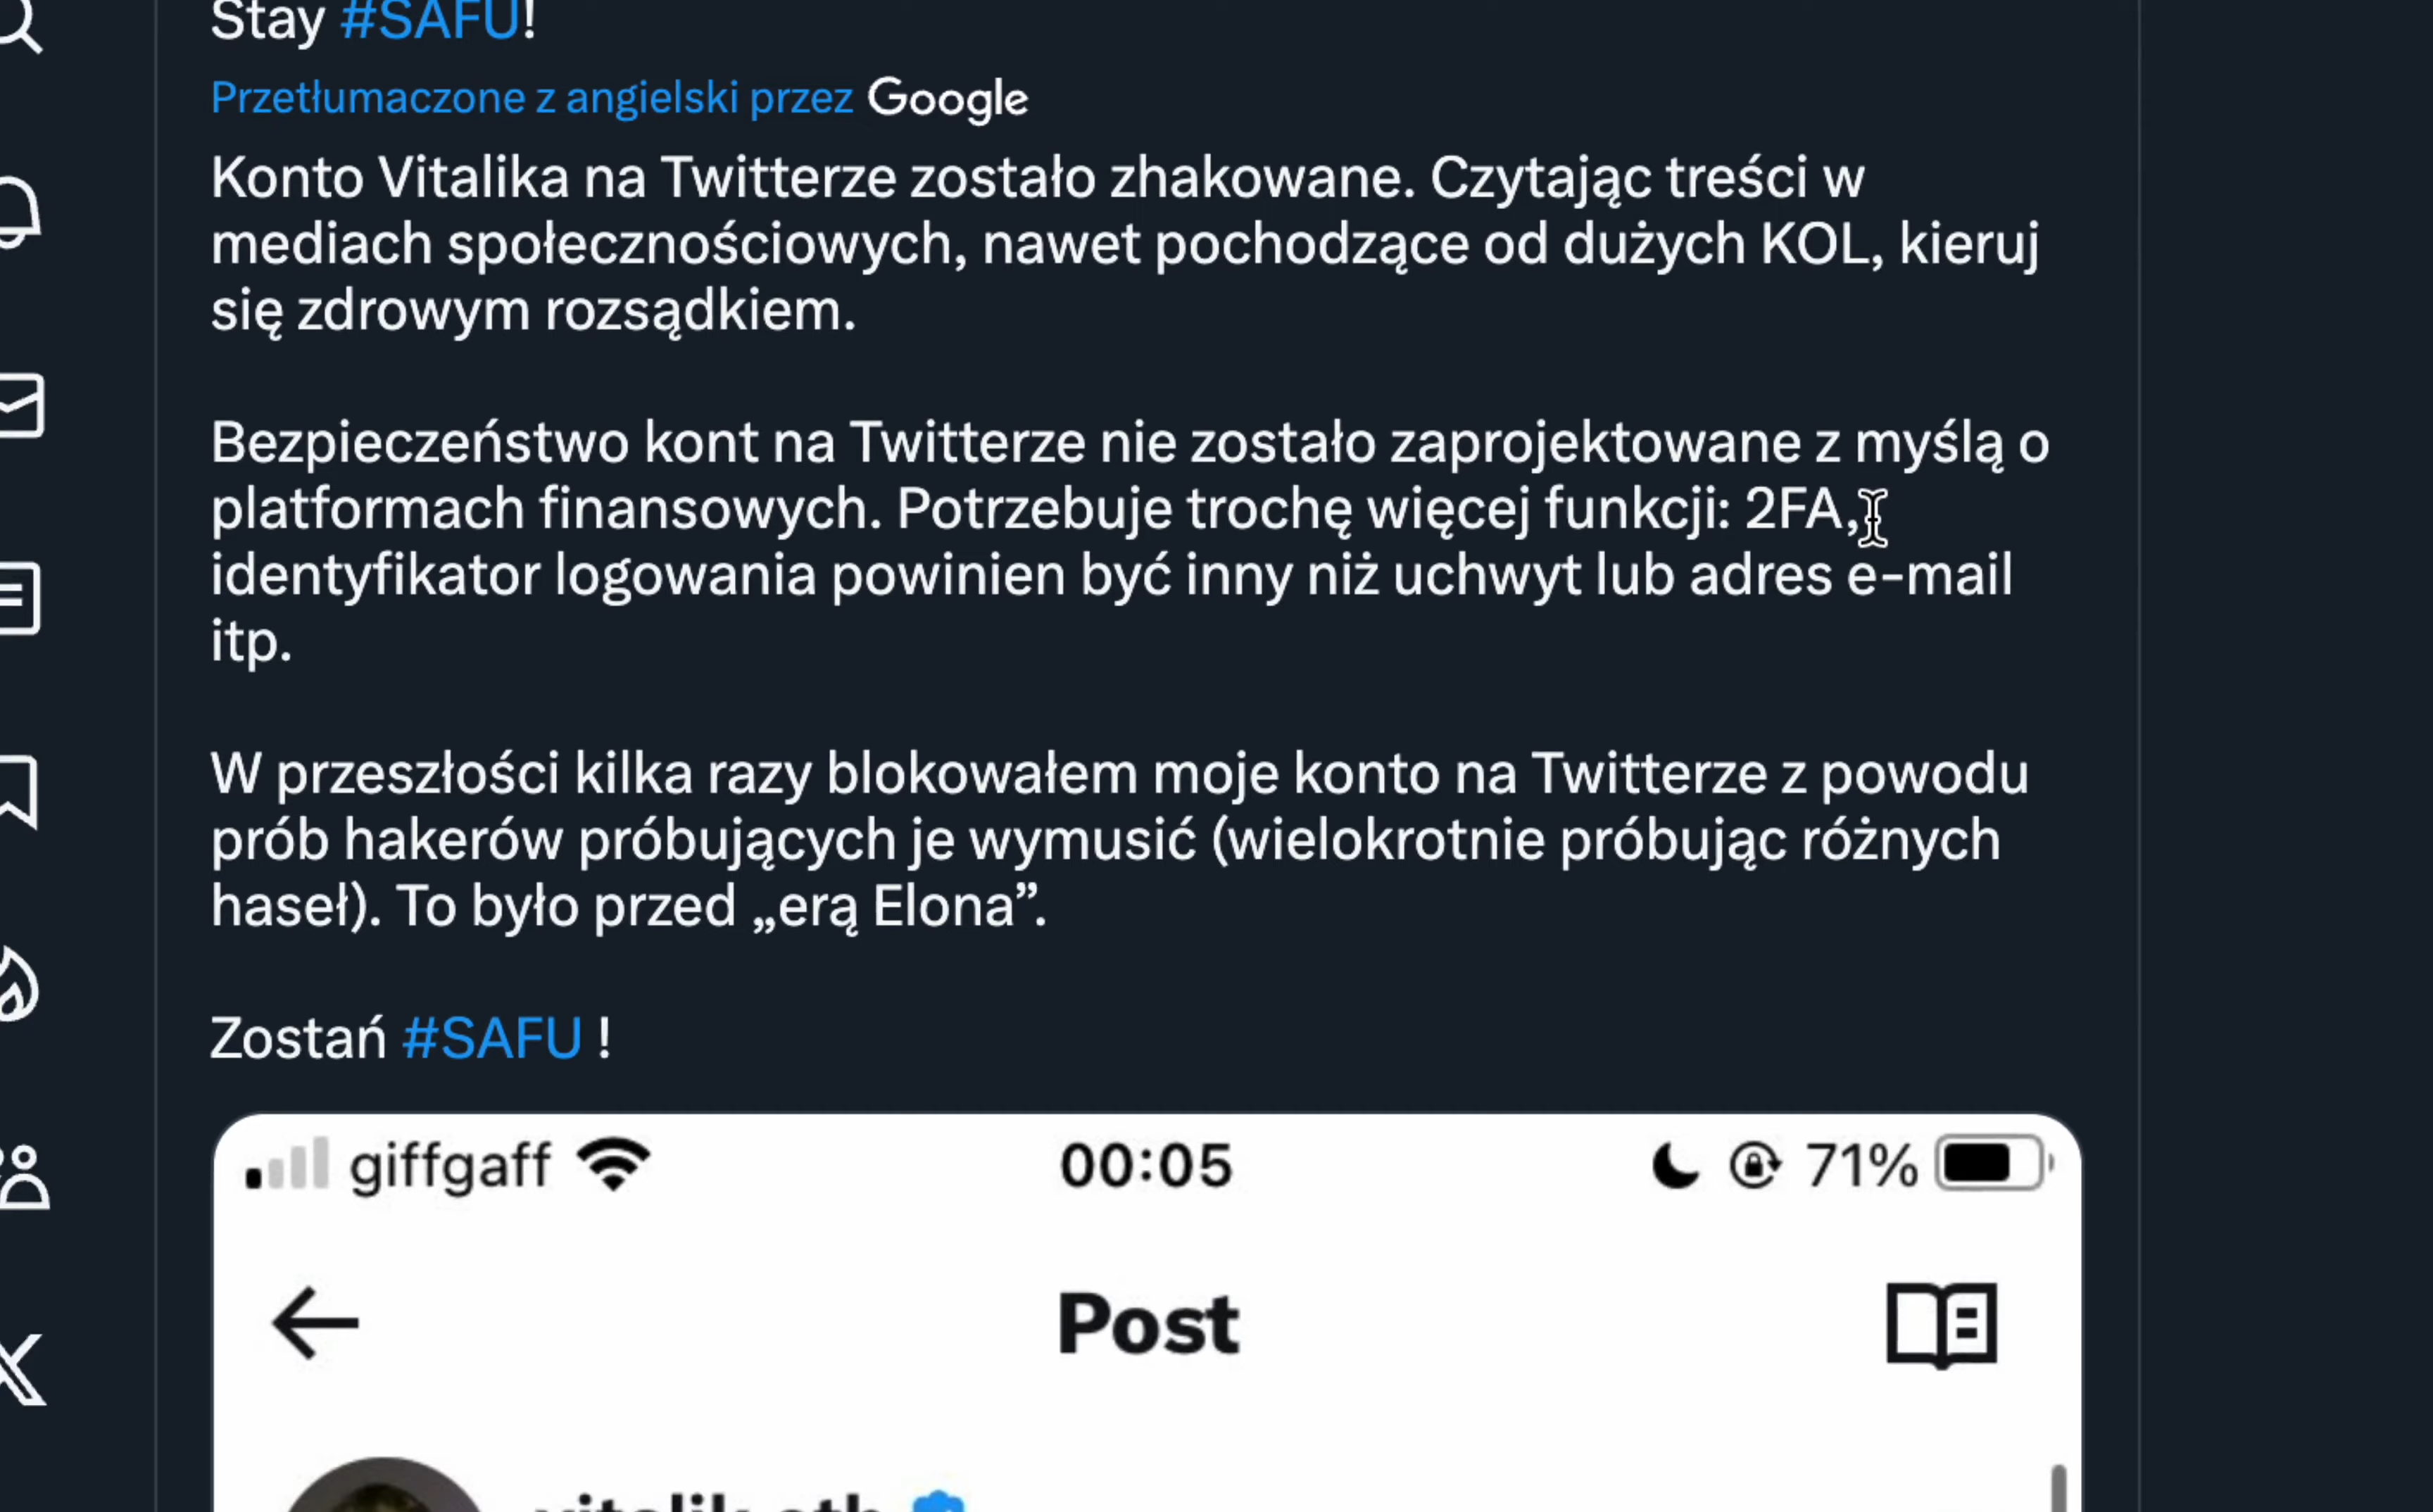 Stay #SAFU!
Przetłumaczone z angielski przez Google
Konto Vitalika na Twitterze zostało zhakowane. Czytając treści w
mediach społecznościowych, nawet pochodzące od dużych KOL, kieruj
się zdrowym rozsądkiem.
Bezpieczeństwo kont na Twitterze nie zostało zaprojektowane z myślą o
platformach finansowych. Potrzebuje trochę więcej funkcji: 2FA,
identyfikator logowania powinien być inny niż uchwyt lub adres e-mail
itp.
W przeszłości kilka razy blokowałem moje konto na Twitterze z powodu
prób hakerów próbujących je wymusić (wielokrotnie próbując różnych
haseł). To było przed „erą Elona”.
Zostań #SAFU !
giffgaff 00:05 71%
Post